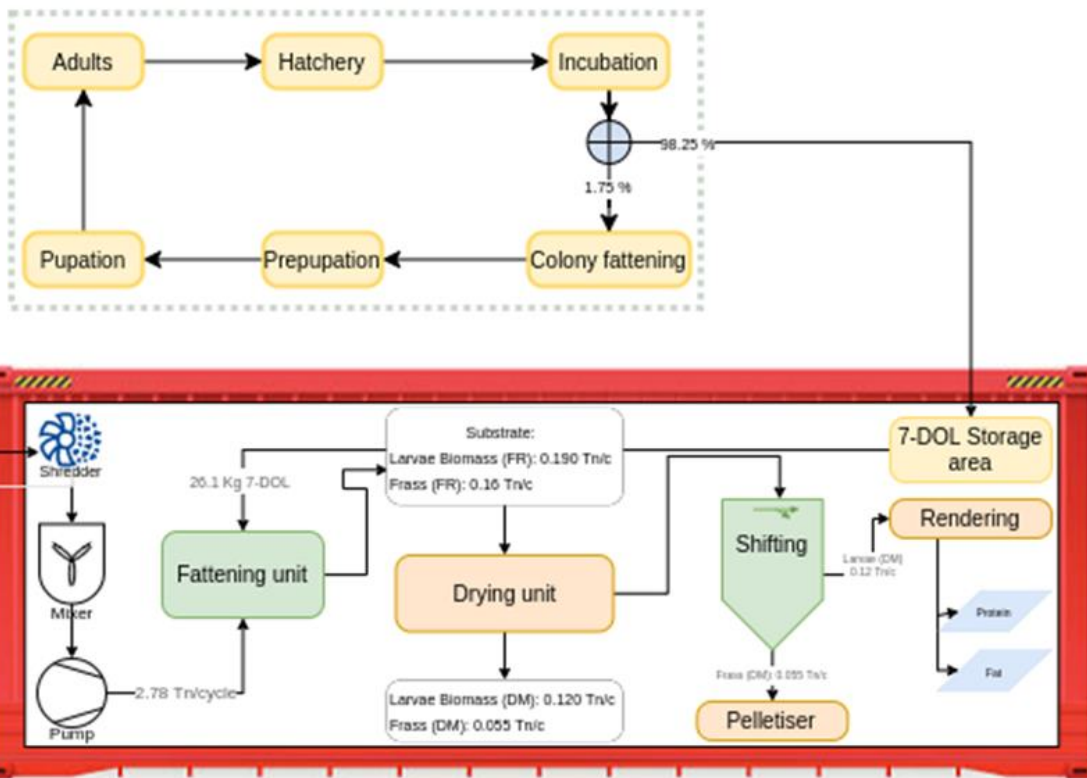 Adults
Hatchery
Incubation
98.25 %
1.75 %
Pupation
Prepupation
Colony fattening
Shredder
Substrate:
Larvae Biomass (FR): 0.190 Tn/c
Frass (FR): 0.16 Tn/c
7-DOL Storage
area
26.1 Kg 7-DOL
Rendering
Shifting
Fattening unit
Drying unit
Larvae (DM)
0.12 Tn/c
Mixer
Protein
Fat
Frass (DM): 0.055 Tn/c
2.78 Tn/cycle
Larvae Biomass (DM): 0.120 Tn/c
Frass (DM): 0.055 Tn/c
Pelletiser
Pump